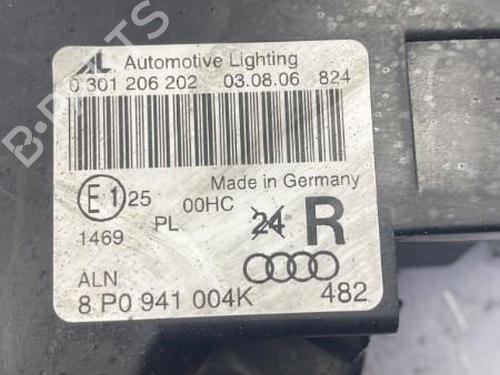 AL Automotive Lighting
0 301 206 202 03.08.06 824
Made in Germany
E1 25 00HC 24 R
1469 PL
ALN
8 P0 941 004K 482
B-PARTS